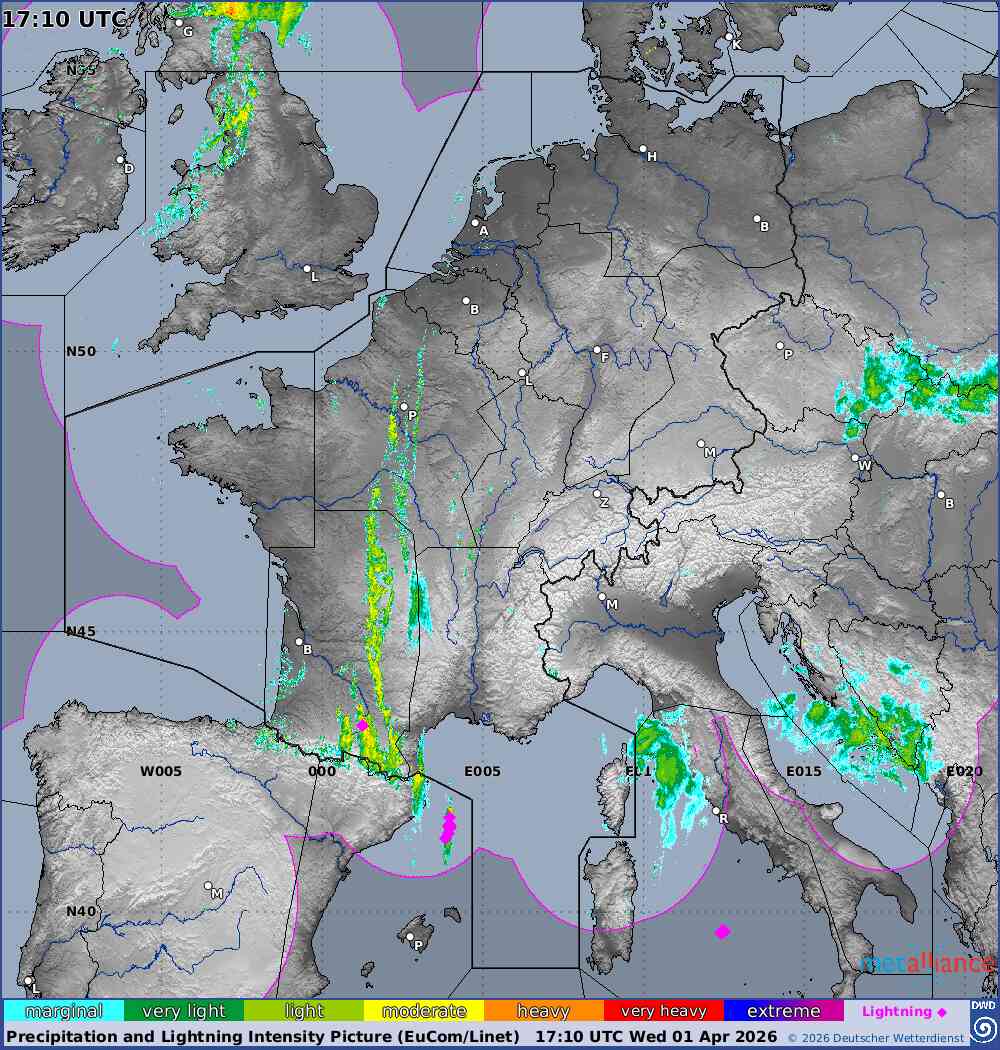 17:10 UTC
G
K
N55
D
H
A
B
B
L
B
N50
F
P
L
P
M
W
Z
B
M
N45
B
W005
000
E005
E10
E015
E020
R
M
N40
P
L
metalliance
marginal very light light moderate heavy very heavy extreme Lightning
DWD
Precipitation and Lightning Intensity Picture (EuCom/Linet) 17:10 UTC Wed 01 Apr 2026 © 2026 Deutscher Wetterdienst